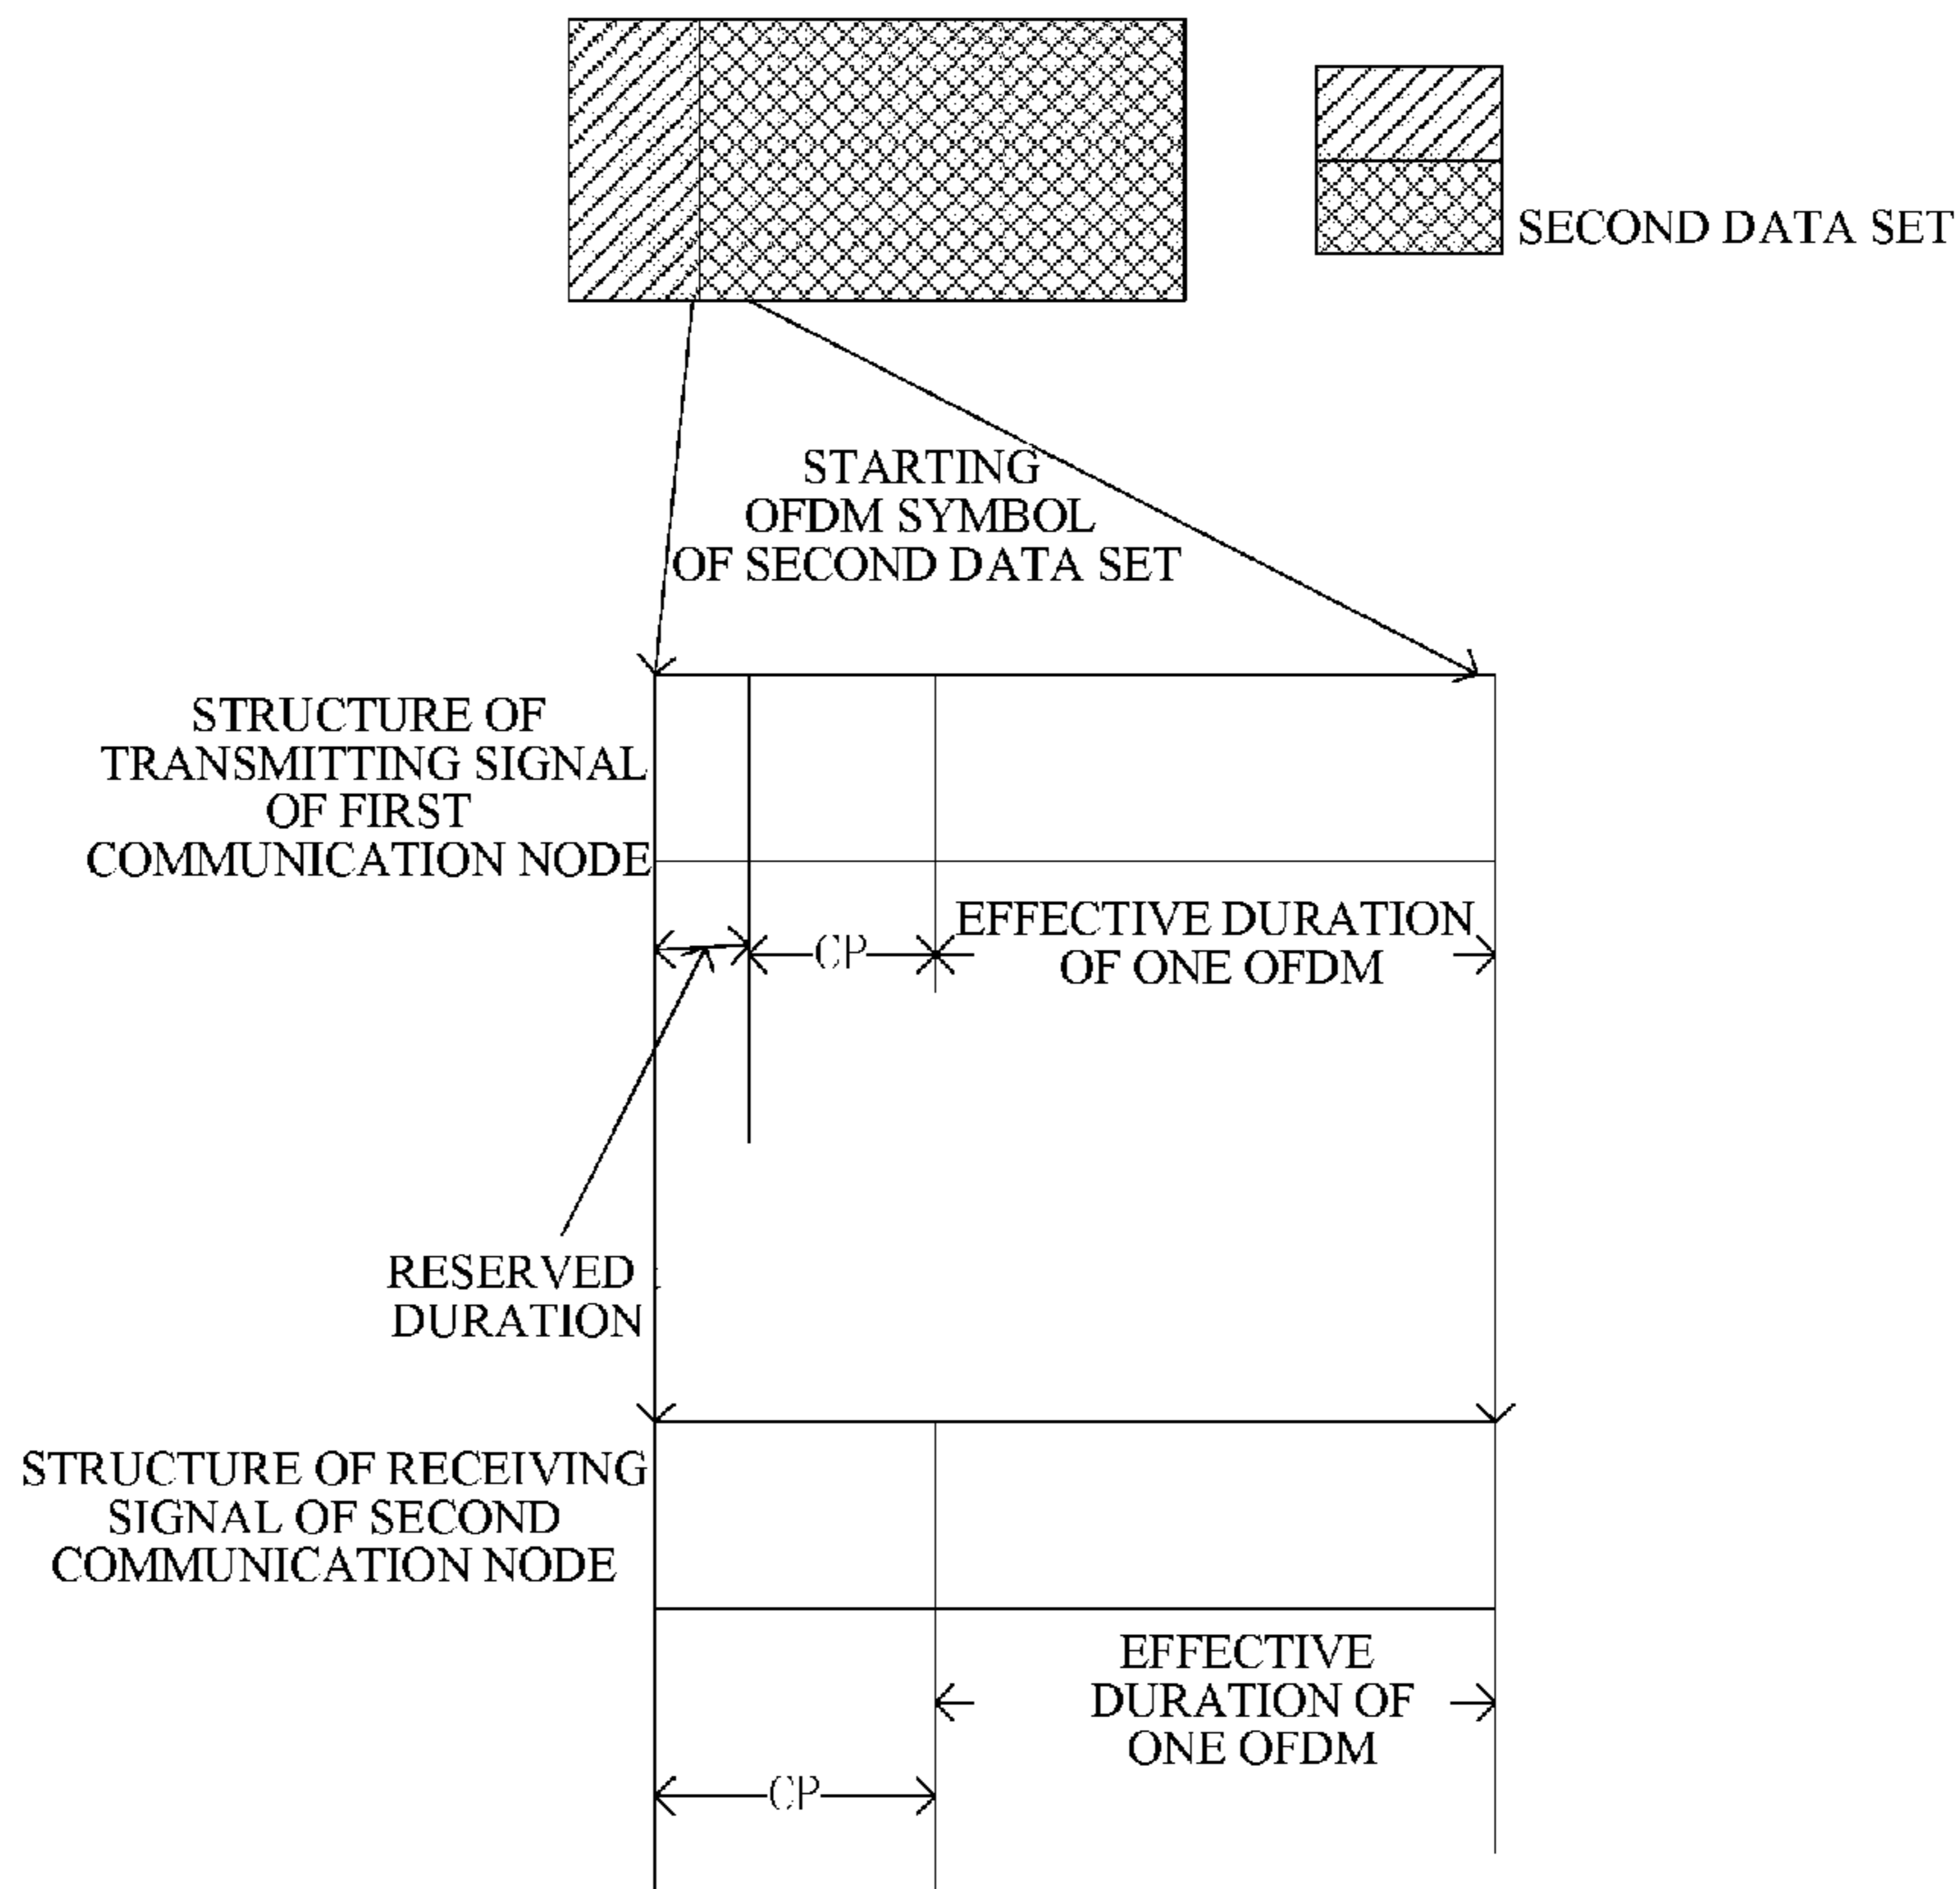 SECOND DATA SET
STARTING
OFDM SYMBOL
OF SECOND DATA SET
STRUCTURE OF
TRANSMITTING SIGNAL
OF FIRST
COMMUNICATION NODE
CP
EFFECTIVE DURATION
OF ONE OFDM
RESERVED
DURATION
STRUCTURE OF RECEIVING
SIGNAL OF SECOND
COMMUNICATION NODE
EFFECTIVE
DURATION OF
ONE OFDM
CP